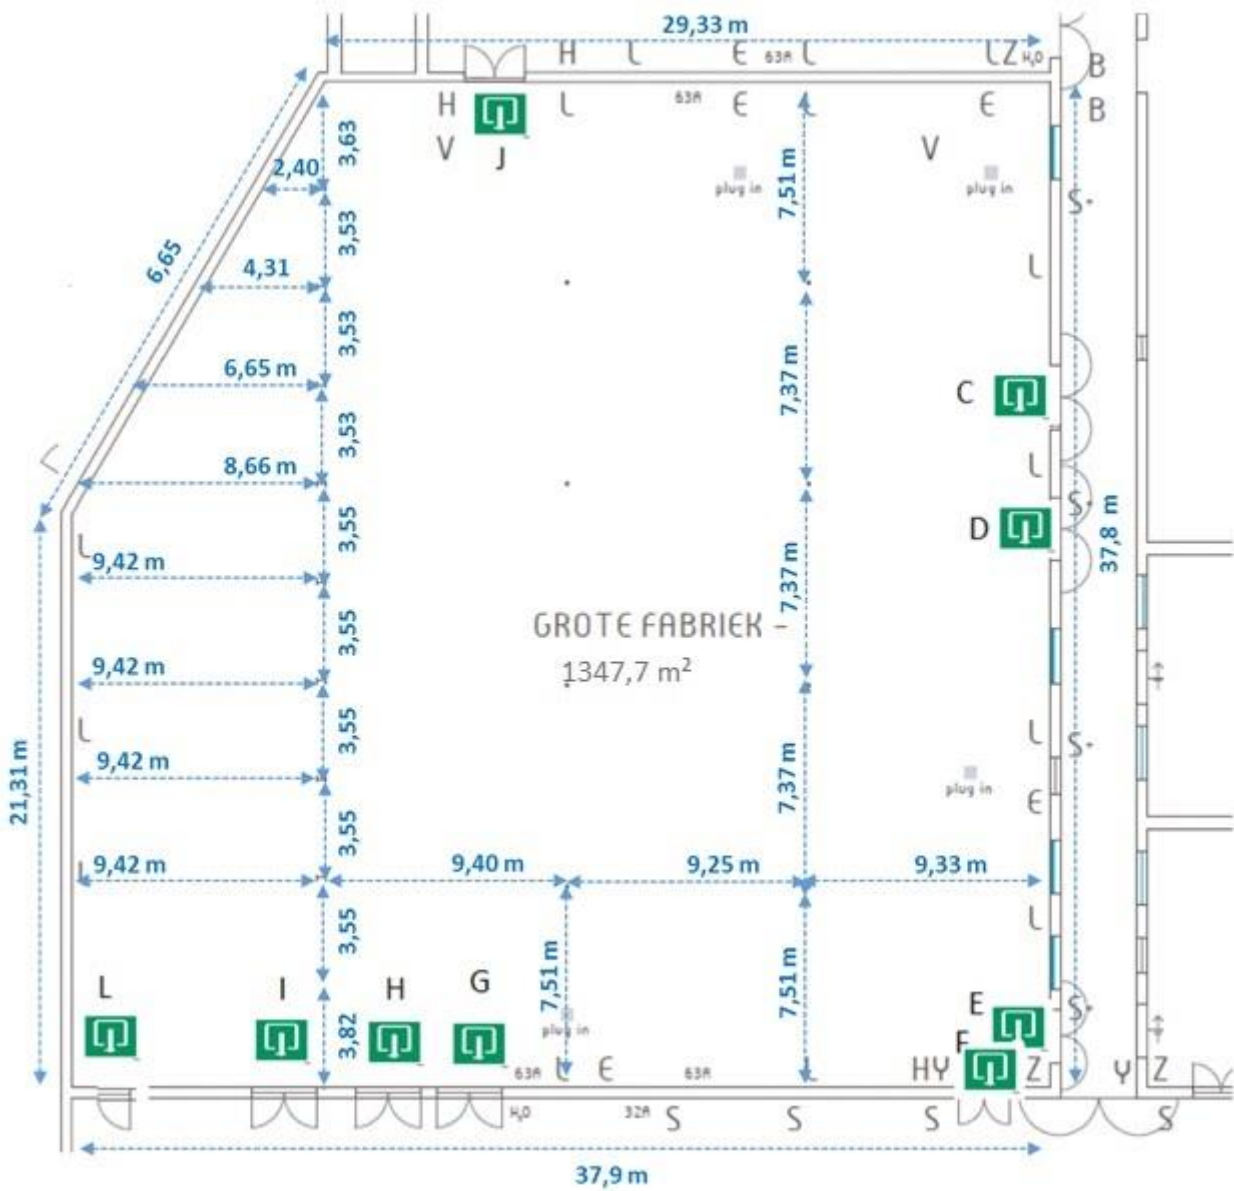 29,33 m
H L E 63A L L Z H₂O B
H L 63A E L E B
V J V
3,63
2,40
plug in
plug in
7,51 m
S
3,53
6,65
4,31
L
3,53
6,65 m
7,37 m
C
3,53
8,66 m
L
S
37,8 m
D
3,55
L
9,42 m
7,37 m
GROTE FABRIEK -
1347,7 m²
3,55
9,42 m
L
L
S
3,55
9,42 m
21,31 m
7,37 m
plug in
E
3,55
L
9,42 m
9,40 m
9,25 m
9,33 m
L
3,55
7,51 m
7,51 m
L I H G
E
S
3,82
plug in
F
63A L E 63A L HY Z Y Z
H₂O 32A S S S S
37,9 m